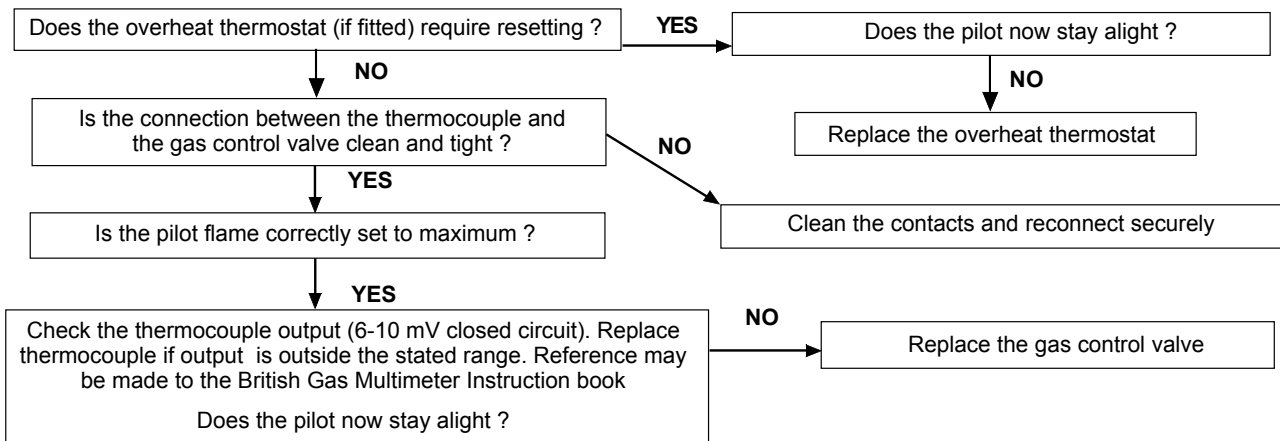 Does the overheat thermostat (if fitted) require resetting ?
YES
Does the pilot now stay alight ?
NO
NO
Is the connection between the thermocouple and
the gas control valve clean and tight ?
Replace the overheat thermostat
NO
YES
Clean the contacts and reconnect securely
Is the pilot flame correctly set to maximum ?
YES
Check the thermocouple output (6-10 mV closed circuit). Replace
thermocouple if output is outside the stated range. Reference may
be made to the British Gas Multimeter Instruction book
Does the pilot now stay alight ?
NO
Replace the gas control valve